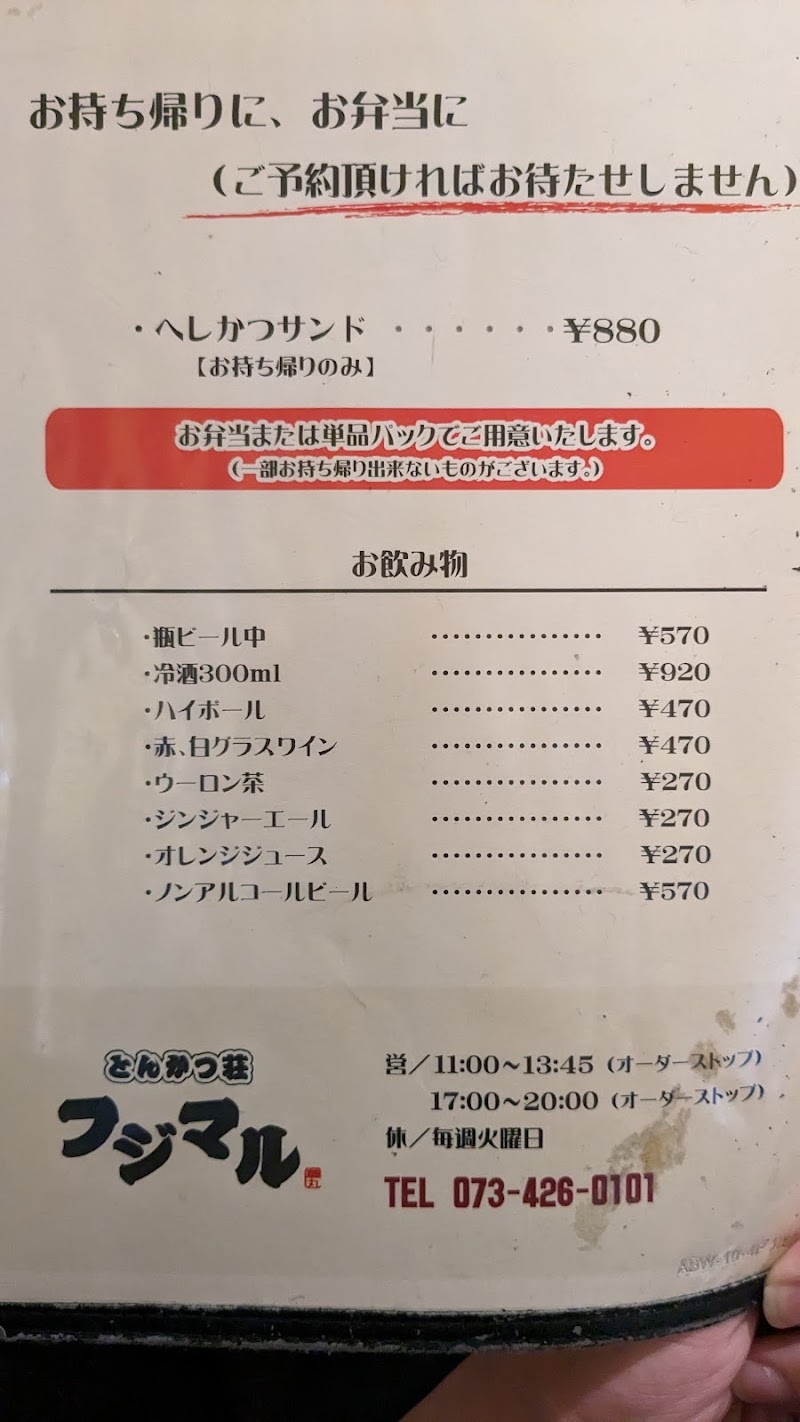 お持ち帰りに、お弁当に
(ご予約頂ければお待たせしません)
・へしかつサンド ・・・・・・¥880
【お持ち帰りのみ】
お弁当または単品パックでご用意いたします。
(一部お持ち帰り出来ないものがございます。)
お飲み物
・瓶ビール中 ················ ¥570
・冷酒300ml ················ ¥920
・ハイボール ················ ¥470
・赤、白グラスワイン ················ ¥470
・ウーロン茶 ················ ¥270
・ジンジャーエール ················ ¥270
・オレンジジュース ················ ¥270
・ノンアルコールビール ················ ¥570
とんかつ荘
フジマル
営／11:00～13:45 (オーダーストップ)
17:00～20:00 (オーダーストップ)
休／毎週火曜日
TEL 073-426-0101